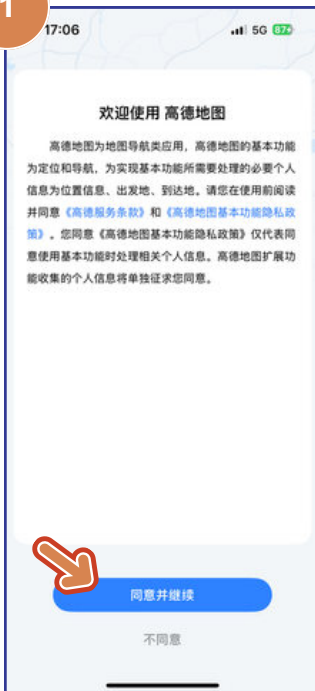 1
17:06
5G 87
欢迎使用 高德地图
高德地图为地图导航类应用，高德地图的基本功能
为定位和导航，为实现基本功能所需要处理的必要个人
信息为位置信息、出发地、到达地。请您在使用前阅读
并同意《高德服务条款》和《高德地图基本功能隐私政
策》。您同意《高德地图基本功能隐私政策》仅代表同
意使用基本功能时处理相关个人信息。高德地图扩展功
能收集的个人信息将单独征求您同意。
同意并继续
不同意